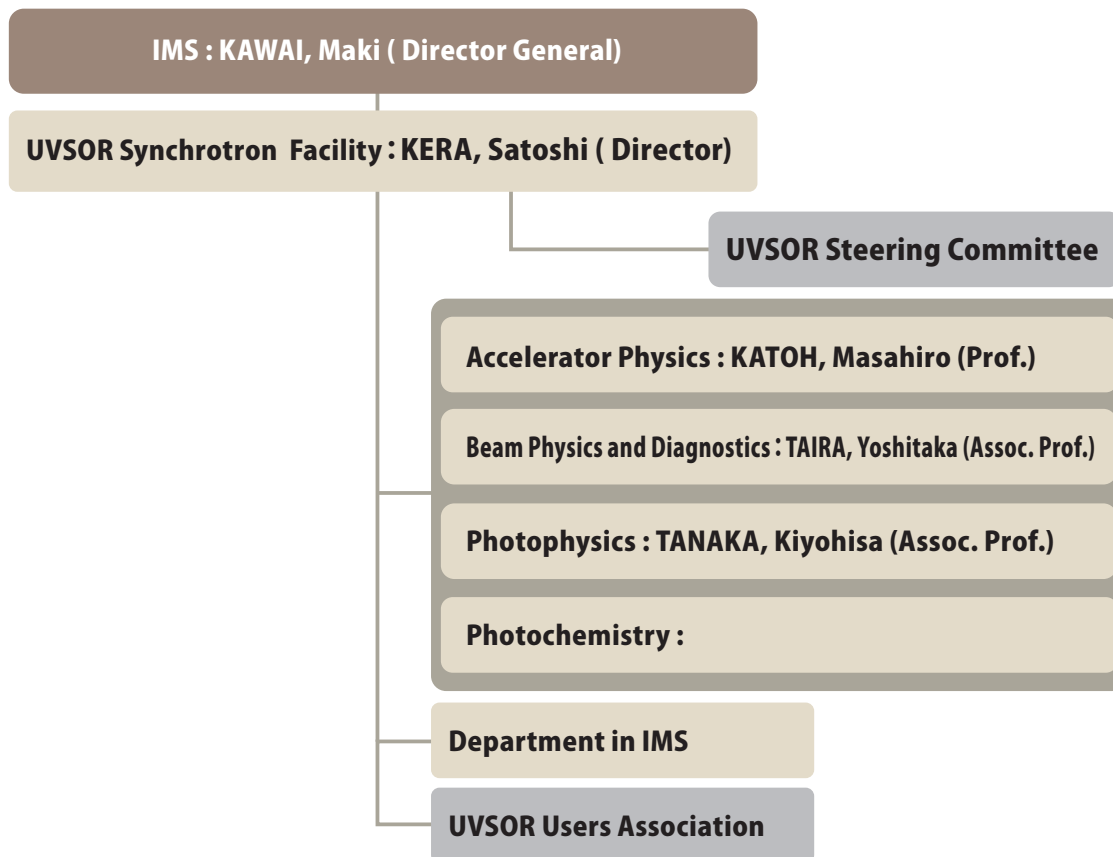 IMS : KAWAI, Maki ( Director General)
UVSOR Synchrotron Facility : KERA, Satoshi ( Director)
UVSOR Steering Committee
Accelerator Physics : KATOH, Masahiro (Prof.)
Beam Physics and Diagnostics : TAIRA, Yoshitaka (Assoc. Prof.)
Photophysics : TANAKA, Kiyohisa (Assoc. Prof.)
Photochemistry :
Department in IMS
UVSOR Users Association